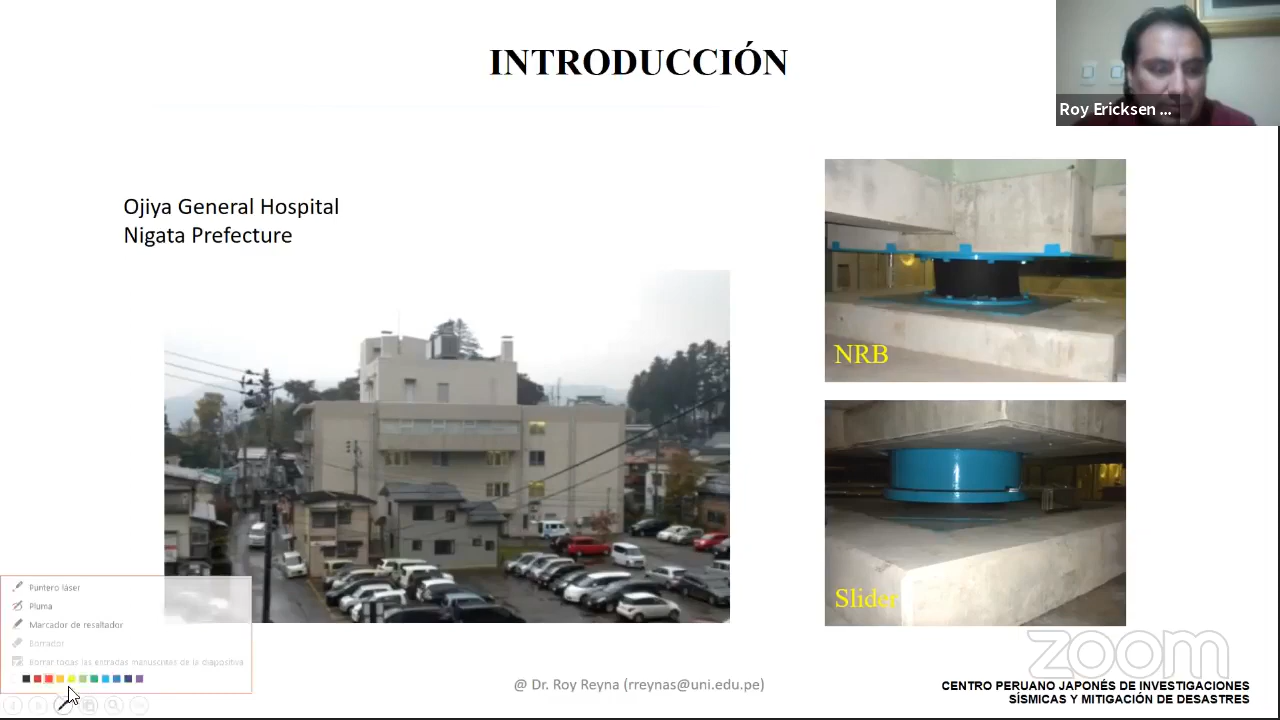 INTRODUCCIÓN
Roy Ericksen ...
Ojiya General Hospital
Nigata Prefecture
NRB
Slider
Puntero láser
Pluma
Marcador de resaltador
Borrador
Borrar todas las entradas manuscritas de la diapositiva
zoom
@ Dr. Roy Reyna (rreynas@uni.edu.pe)
CENTRO PERUANO JAPONÉS DE INVESTIGACIONES
SÍSMICAS Y MITIGACIÓN DE DESASTRES